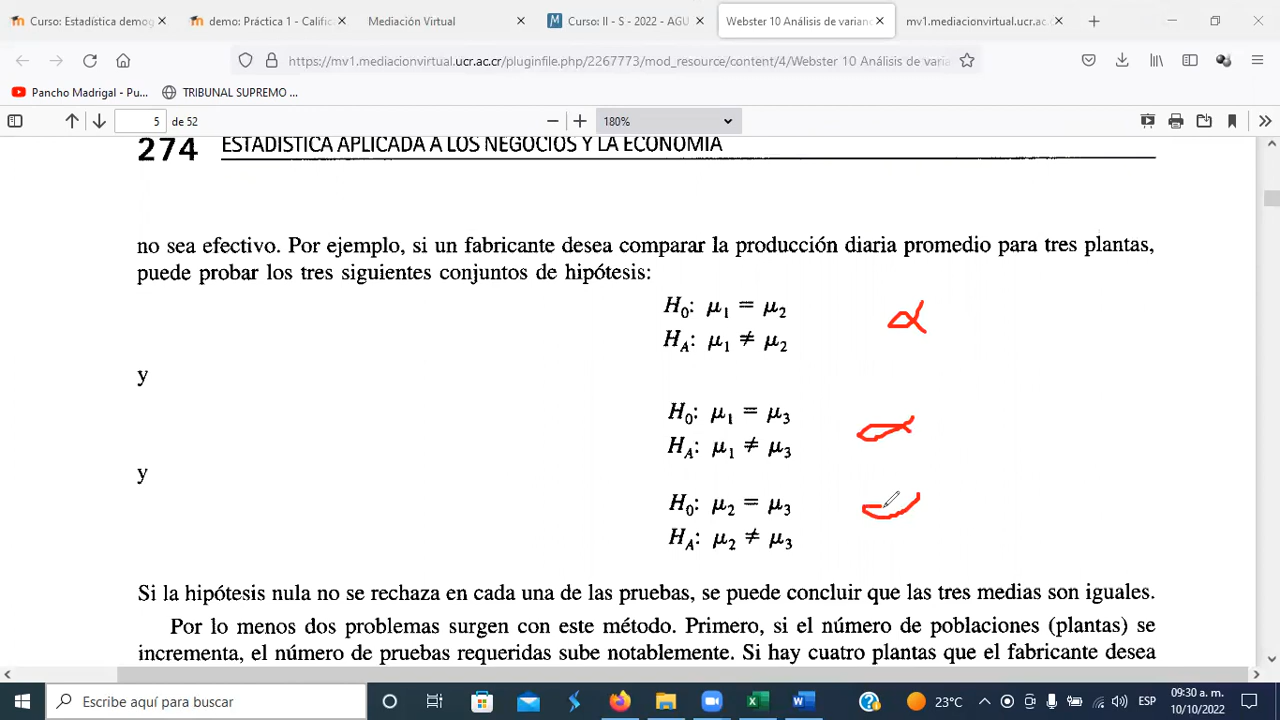 Curso: Estadística demog
demo: Práctica 1 - Califica
Mediación Virtual
Curso: II - S - 2022 - AGU
Webster 10 Análisis de varian
mv1.mediacionvirtual.ucr.ac.c
https://mv1.mediacionvirtual.ucr.ac.cr/pluginfile.php/2267773/mod_resource/content/4/Webster 10 Análisis de varia
Pancho Madrigal - Pu...
TRIBUNAL SUPREMO ...
5 de 52
180%
274 ESTADISTICA APLICADA A LOS NEGOCIOS Y LA ECONOMIA
no sea efectivo. Por ejemplo, si un fabricante desea comparar la producción diaria promedio para tres plantas,
puede probar los tres siguientes conjuntos de hipótesis:
H₀: μ₁ = μ₂ α
H_A: μ₁ ≠ μ₂
y
H₀: μ₁ = μ₃ α
H_A: μ₁ ≠ μ₃
y
H₀: μ₂ = μ₃
H_A: μ₂ ≠ μ₃
Si la hipótesis nula no se rechaza en cada una de las pruebas, se puede concluir que las tres medias son iguales.
Por lo menos dos problemas surgen con este método. Primero, si el número de poblaciones (plantas) se
incrementa, el número de pruebas requeridas sube notablemente. Si hay cuatro plantas que el fabricante desea
Escribe aquí para buscar
23°C
ESP
09:30 a. m.
10/10/2022